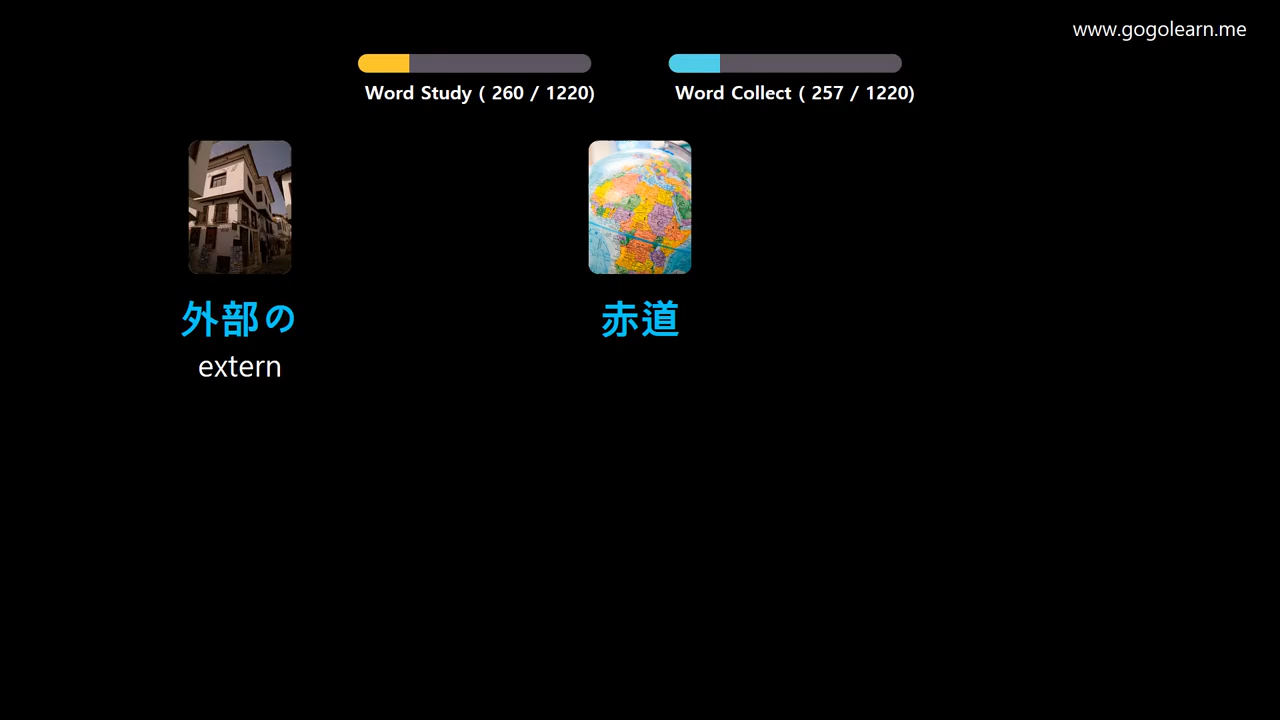 www.gogolearn.me
Word Study ( 260 / 1220)
Word Collect ( 257 / 1220)
外部の
extern
赤道